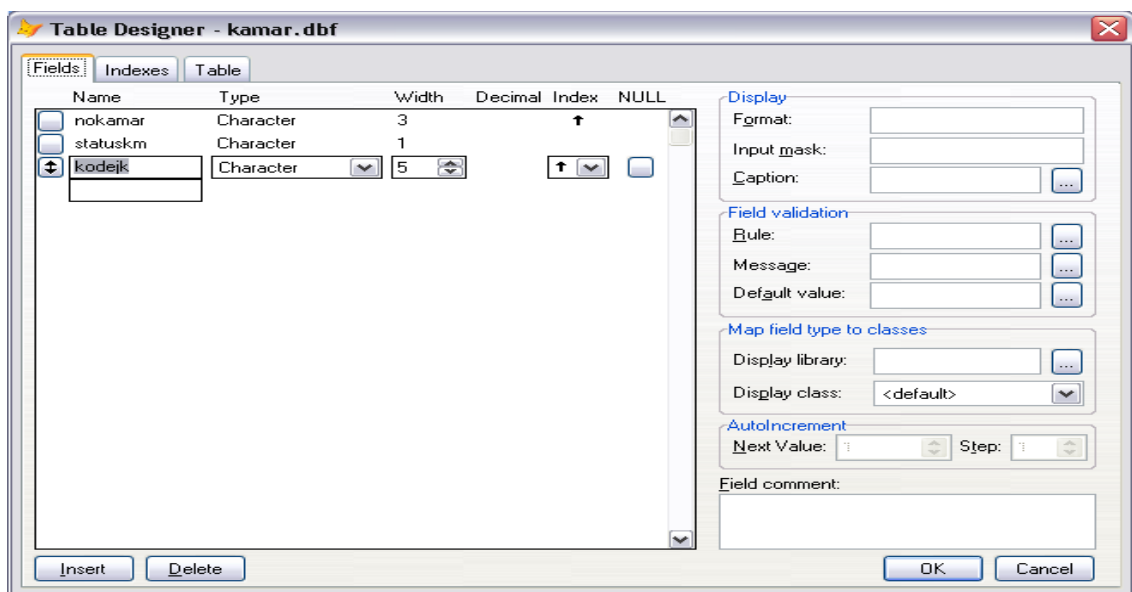 Table Designer - kamar.dbf
Fields Indexes Table
Name Type Width Decimal Index NULL
nokamar Character 3 ↑
statuskm Character 1
kodejk Character 5 ↑
Display
Format:
Input mask:
Caption: ...
Field validation
Rule: ...
Message: ...
Default value: ...
Map field type to classes
Display library: ...
Display class: <default>
AutoIncrement
Next Value: 1 Step: 1
Field comment:
Insert Delete OK Cancel